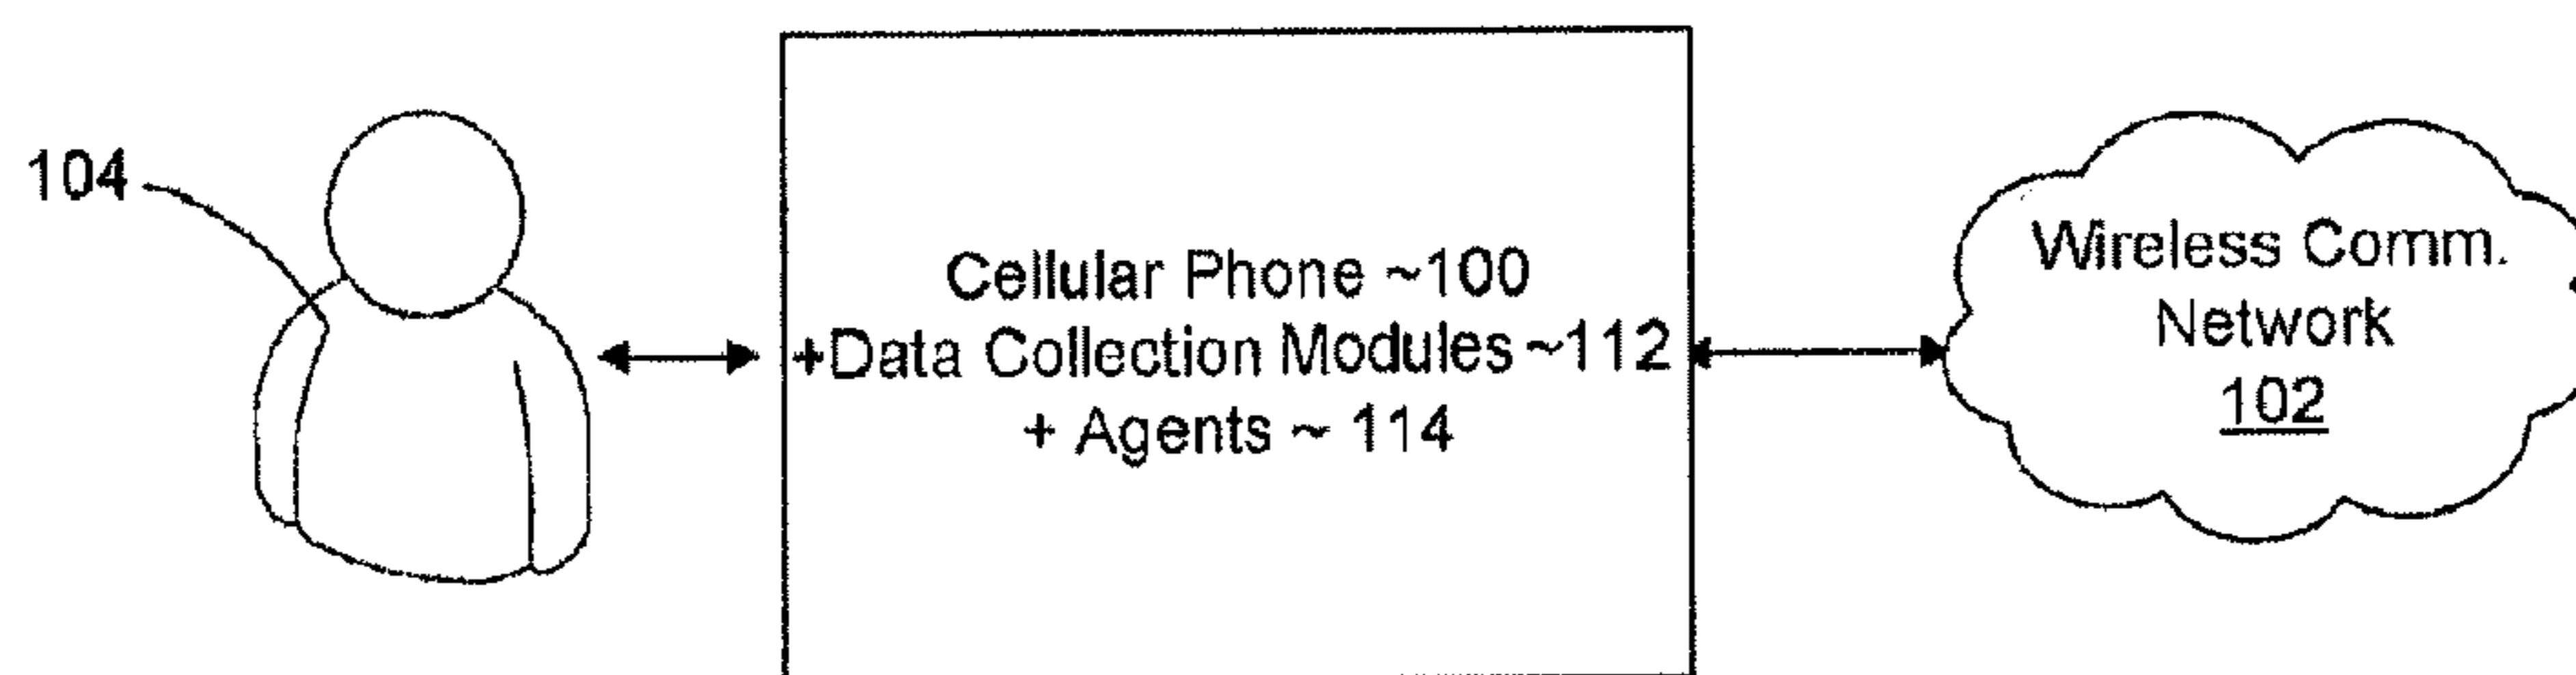 104
Cellular Phone ~100
+Data Collection Modules ~112
+ Agents ~ 114
Wireless Comm.
Network
102